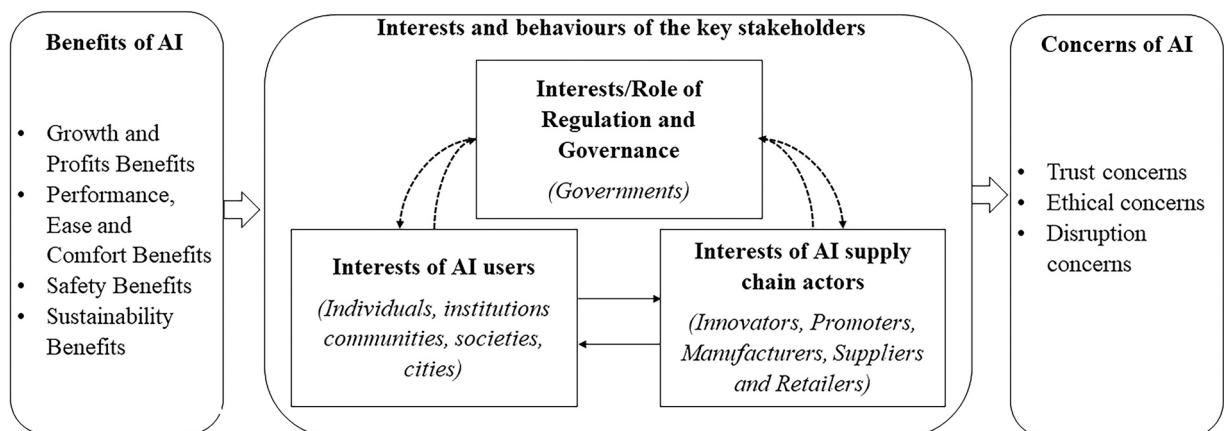 Benefits of AI
• Growth and
Profits Benefits
• Performance,
Ease and
Comfort Benefits
• Safety Benefits
• Sustainability
Benefits
Interests and behaviours of the key stakeholders
Interests/Role of
Regulation and
Governance
(Governments)
Interests of AI users
(Individuals, institutions
communities, societies,
cities)
Interests of AI supply
chain actors
(Innovators, Promoters,
Manufacturers, Suppliers
and Retailers)
Concerns of AI
• Trust concerns
• Ethical concerns
• Disruption
concerns